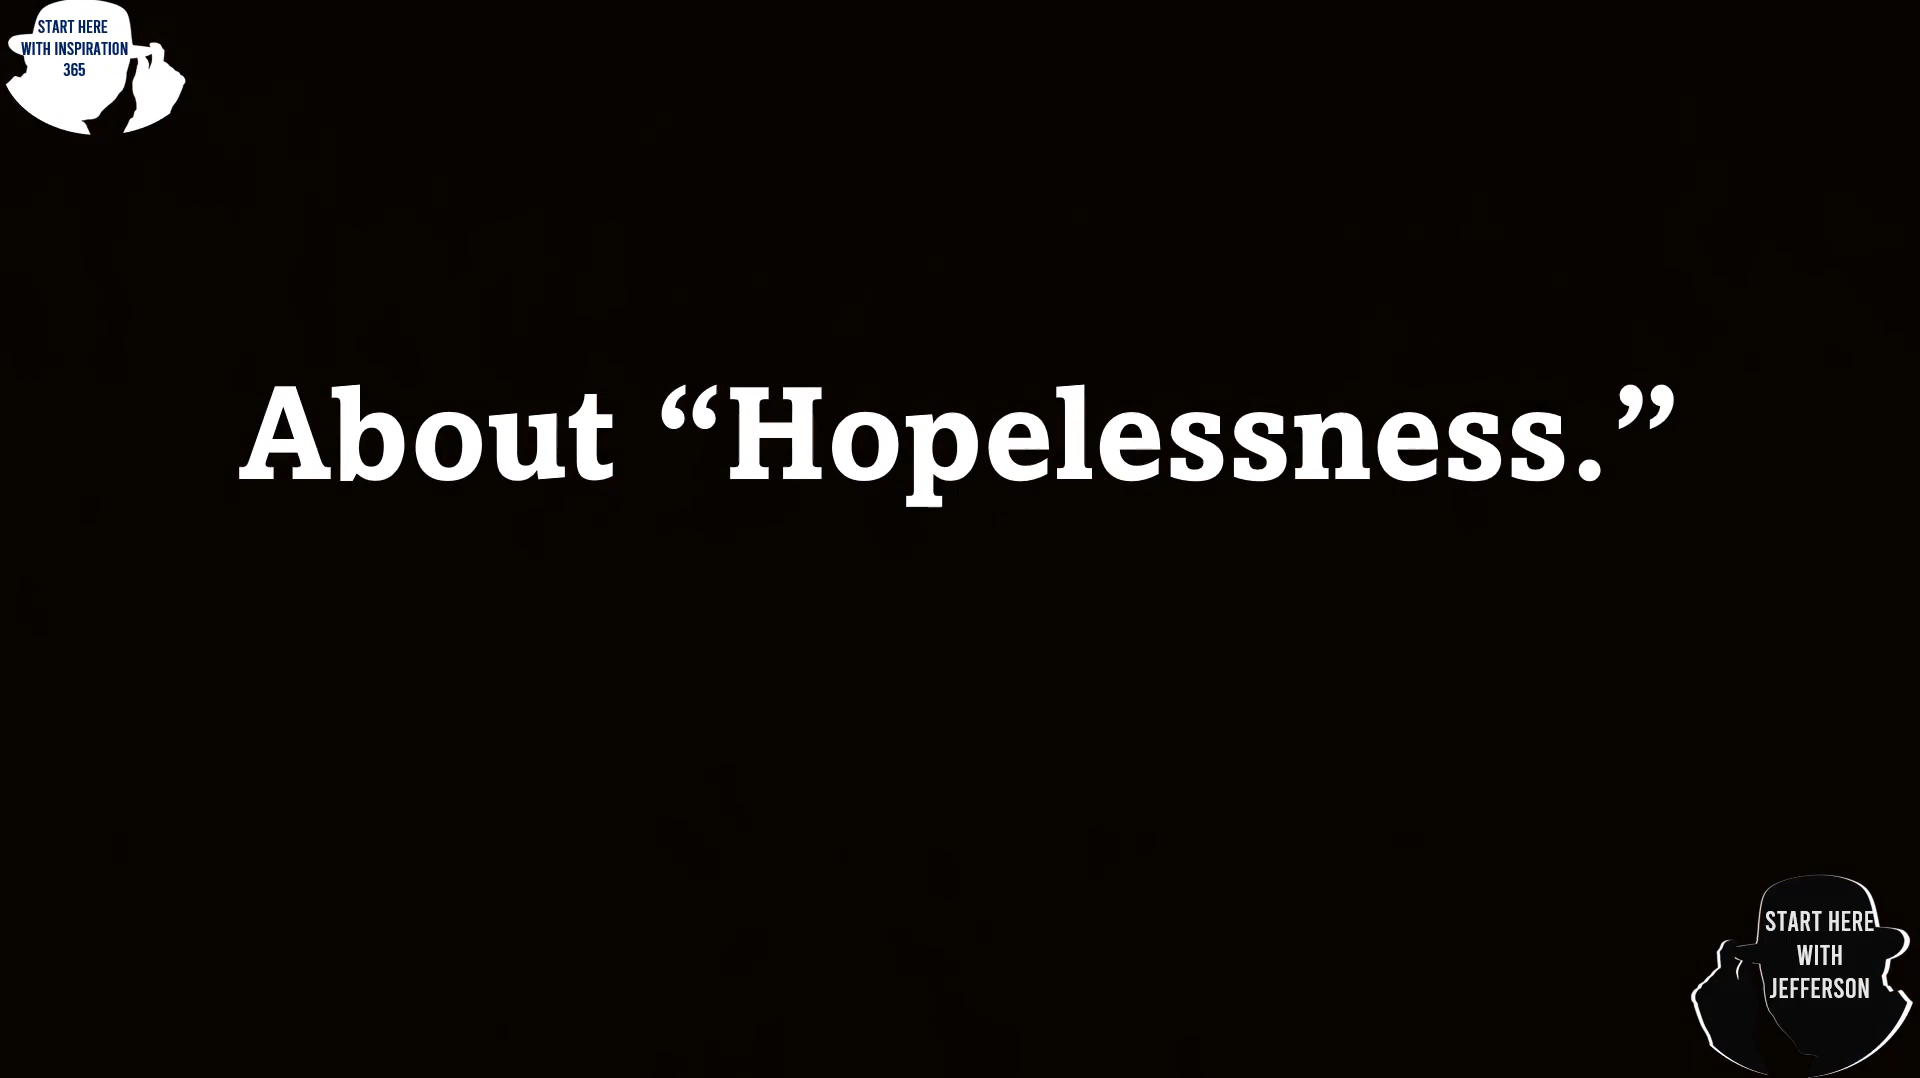 START HERE
WITH INSPIRATION
365
About “Hopelessness.”
START HERE
WITH
JEFFERSON